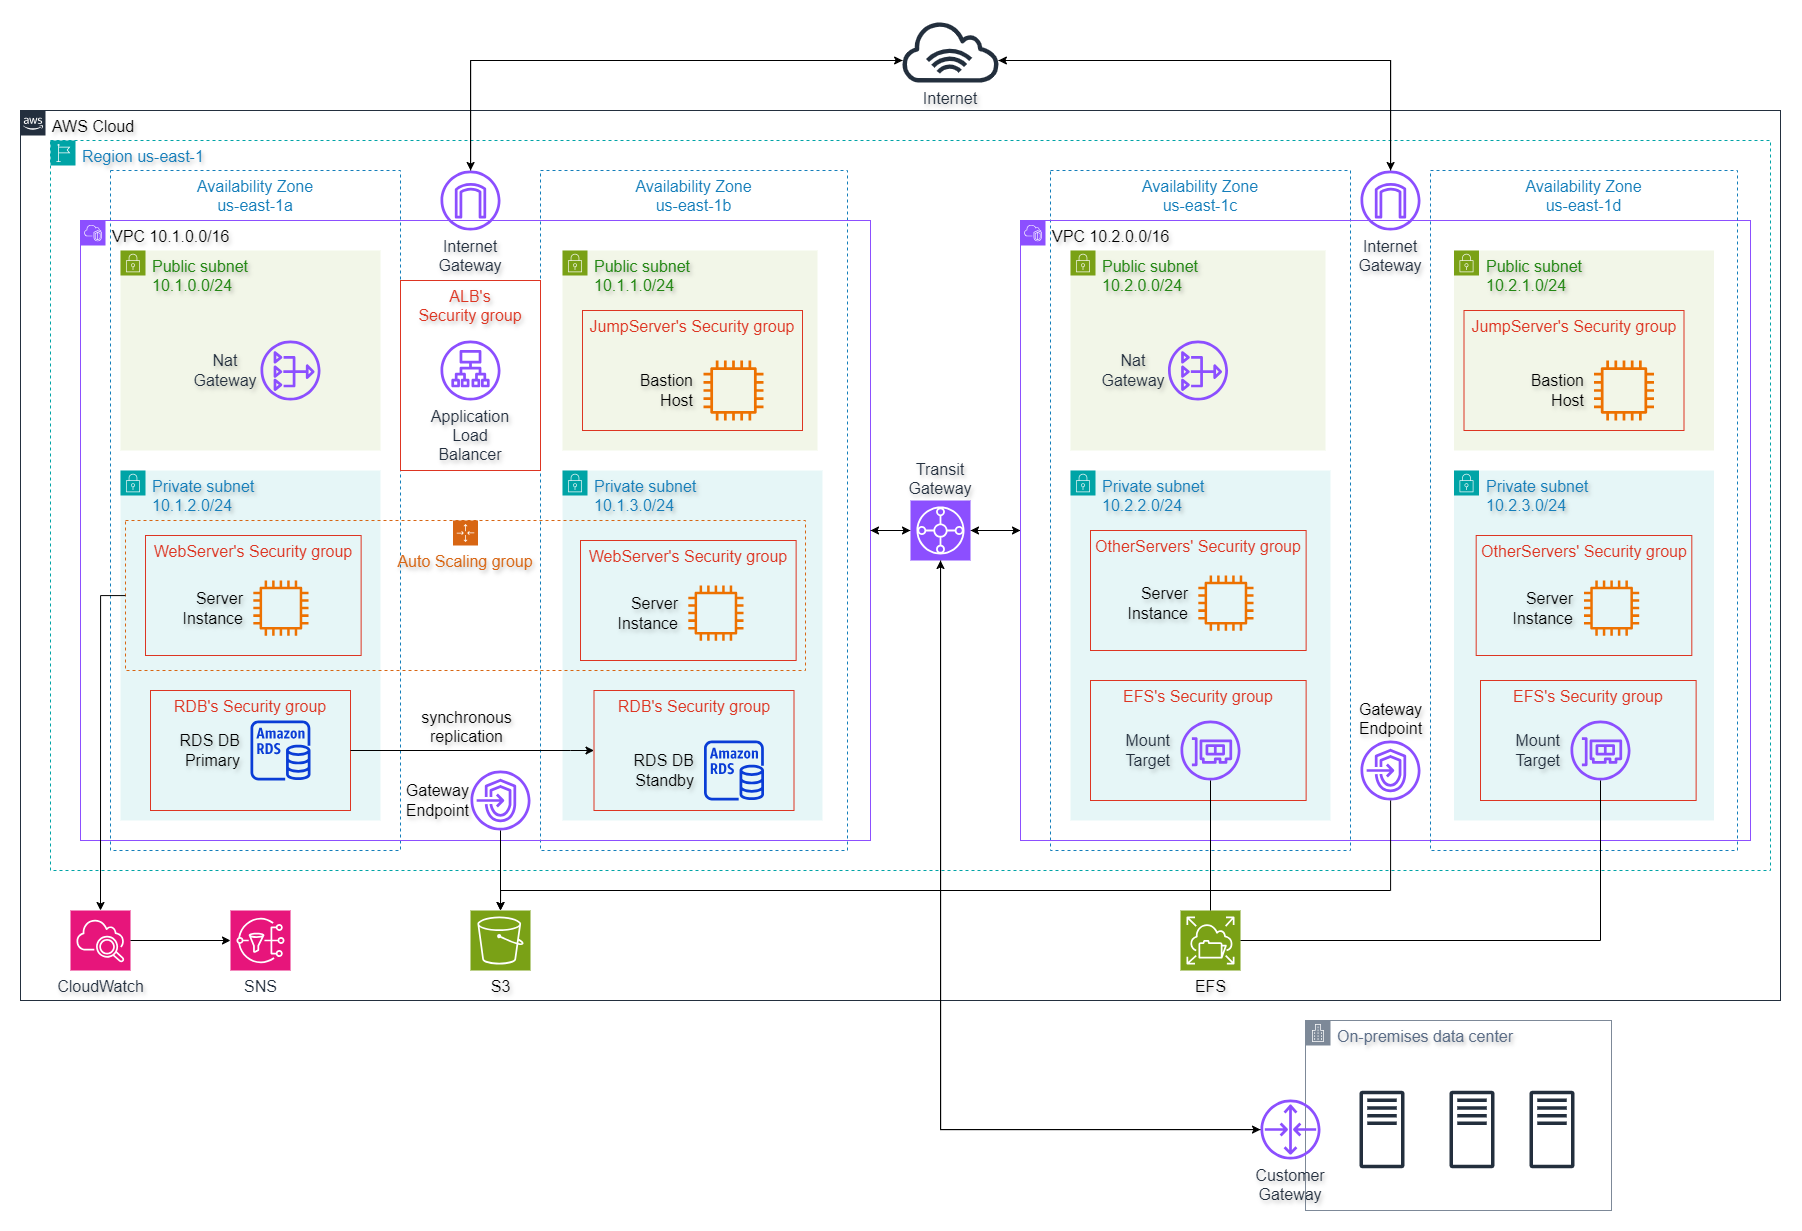 Internet
aws
AWS Cloud
Region us-east-1
Availability Zone
us-east-1a
Availability Zone
us-east-1b
Availability Zone
us-east-1c
Availability Zone
us-east-1d
VPC 10.1.0.0/16
Internet
Gateway
VPC 10.2.0.0/16
Internet
Gateway
Public subnet
10.1.0.0/24
Nat
Gateway
ALB's
Security group
Application
Load
Balancer
Public subnet
10.1.1.0/24
JumpServer's Security group
Bastion
Host
Public subnet
10.2.0.0/24
Nat
Gateway
Public subnet
10.2.1.0/24
JumpServer's Security group
Bastion
Host
Transit
Gateway
Private subnet
10.1.2.0/24
Auto Scaling group
WebServer's Security group
Server
Instance
Private subnet
10.1.3.0/24
WebServer's Security group
Server
Instance
Private subnet
10.2.2.0/24
OtherServers' Security group
Server
Instance
Private subnet
10.2.3.0/24
OtherServers' Security group
Server
Instance
RDB's Security group
RDS DB
Primary
Amazon
RDS
synchronous
replication
RDB's Security group
RDS DB
Standby
Amazon
RDS
Gateway
Endpoint
EFS's Security group
Mount
Target
Gateway
Endpoint
EFS's Security group
Mount
Target
CloudWatch
SNS
S3
EFS
On-premises data center
Customer
Gateway